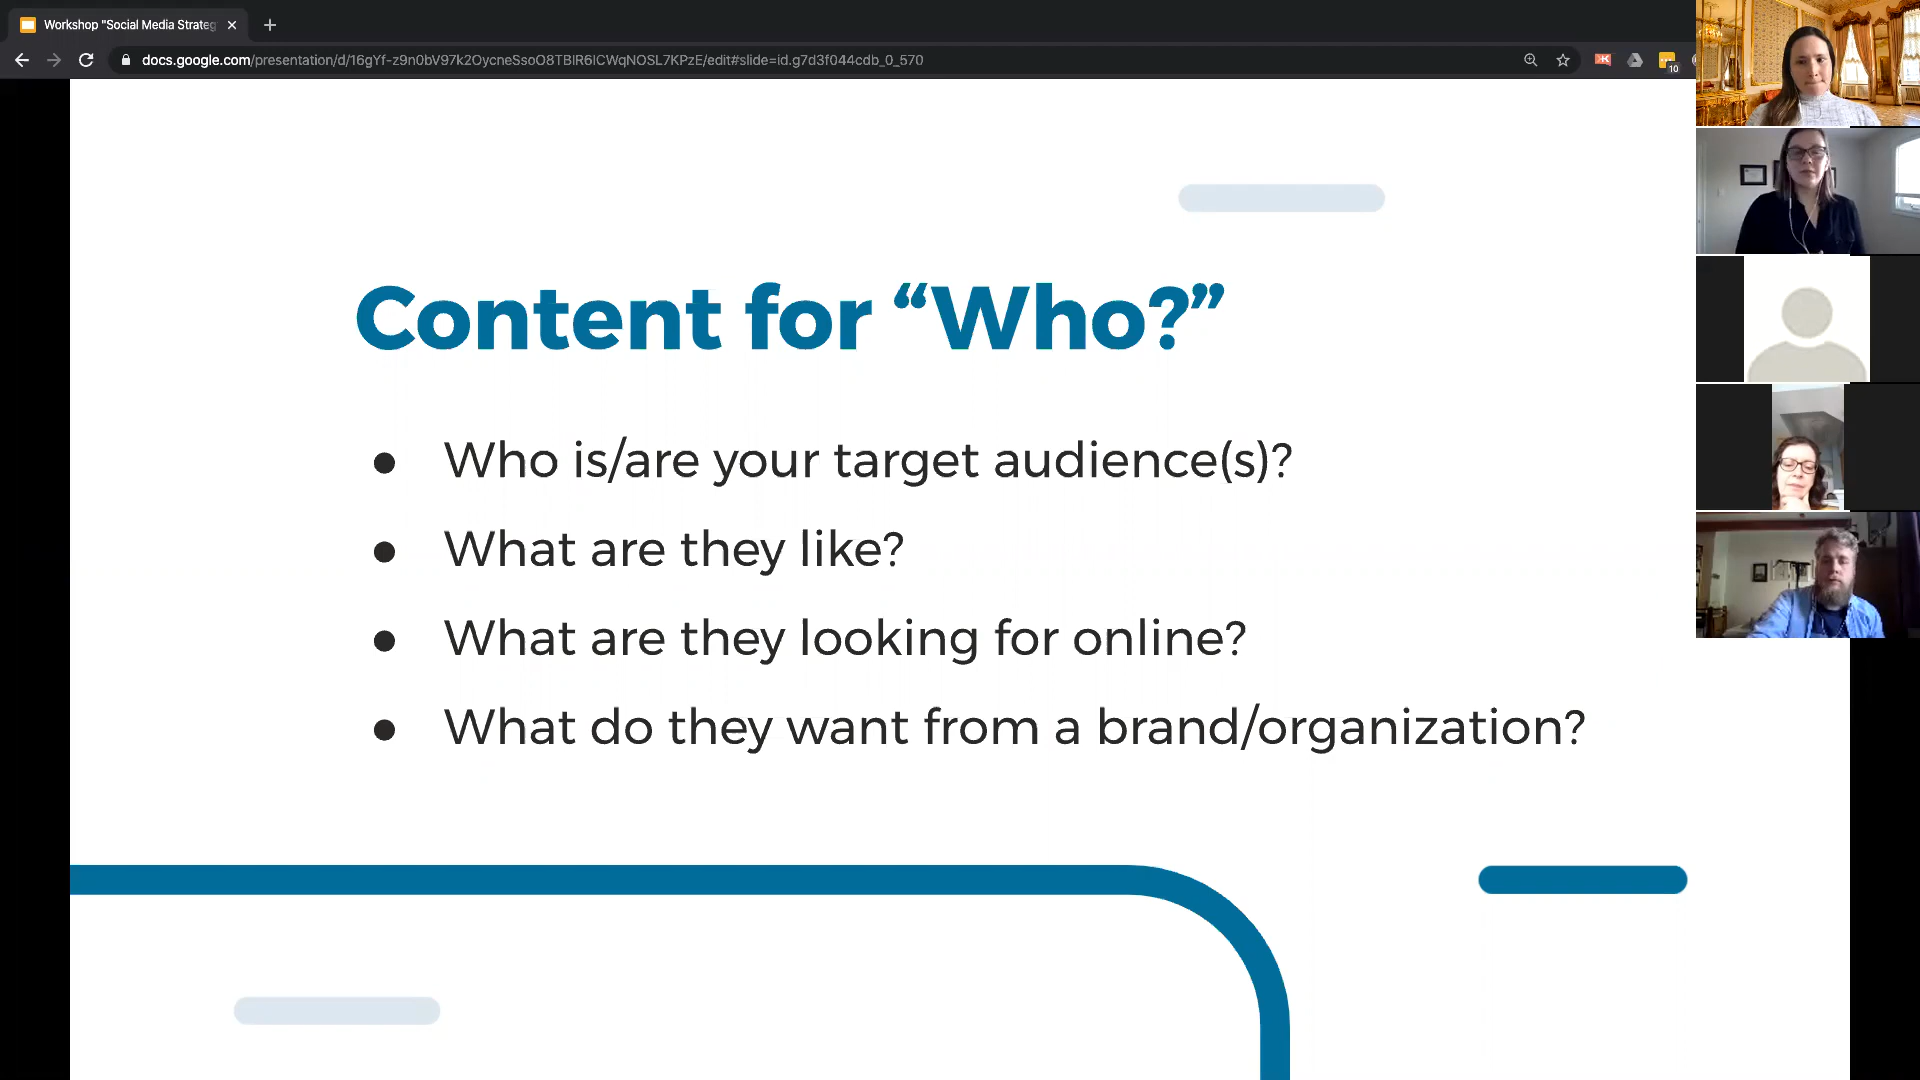 Workshop "Social Media Strateg
docs.google.com/presentation/d/16gYf-z9n0bV97k2OycneSsoO8TBIR6ICWqNOSL7KPzE/edit#slide=id.g7d3f044cdb_0_570
10
Content for “Who?”
● Who is/are your target audience(s)?
● What are they like?
● What are they looking for online?
● What do they want from a brand/organization?